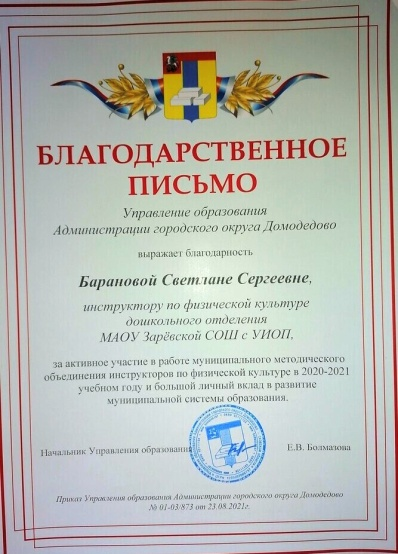 БЛАГОДАРСТВЕННОЕ
ПИСЬМО
Управление образования
Администрации городского округа Домодедово
выражает благодарность
Барановой Светлане Сергеевне,
инструктору по физической культуре
дошкольного отделения
МАОУ Зарёвской СОШ с УИОП,
за активное участие в работе муниципального методического
объединения инструкторов по физической культуре в 2020-2021
учебном году и большой личный вклад в развитие
муниципальной системы образования.
Начальник Управления образования Е.В. Болмазова
Приказ Управления образования Администрации городского округа Домодедово
№ 01-03/873 от 23.08.2021г.